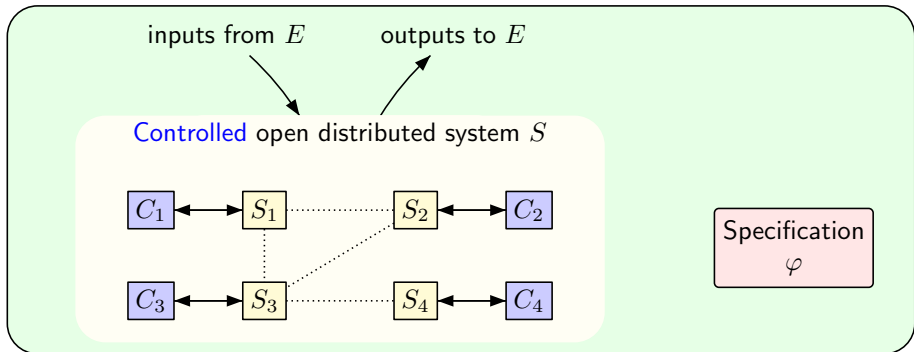 inputs from E outputs to E
Controlled open distributed system S
C1 S1 S2 C2
Specification
φ
C3 S3 S4 C4